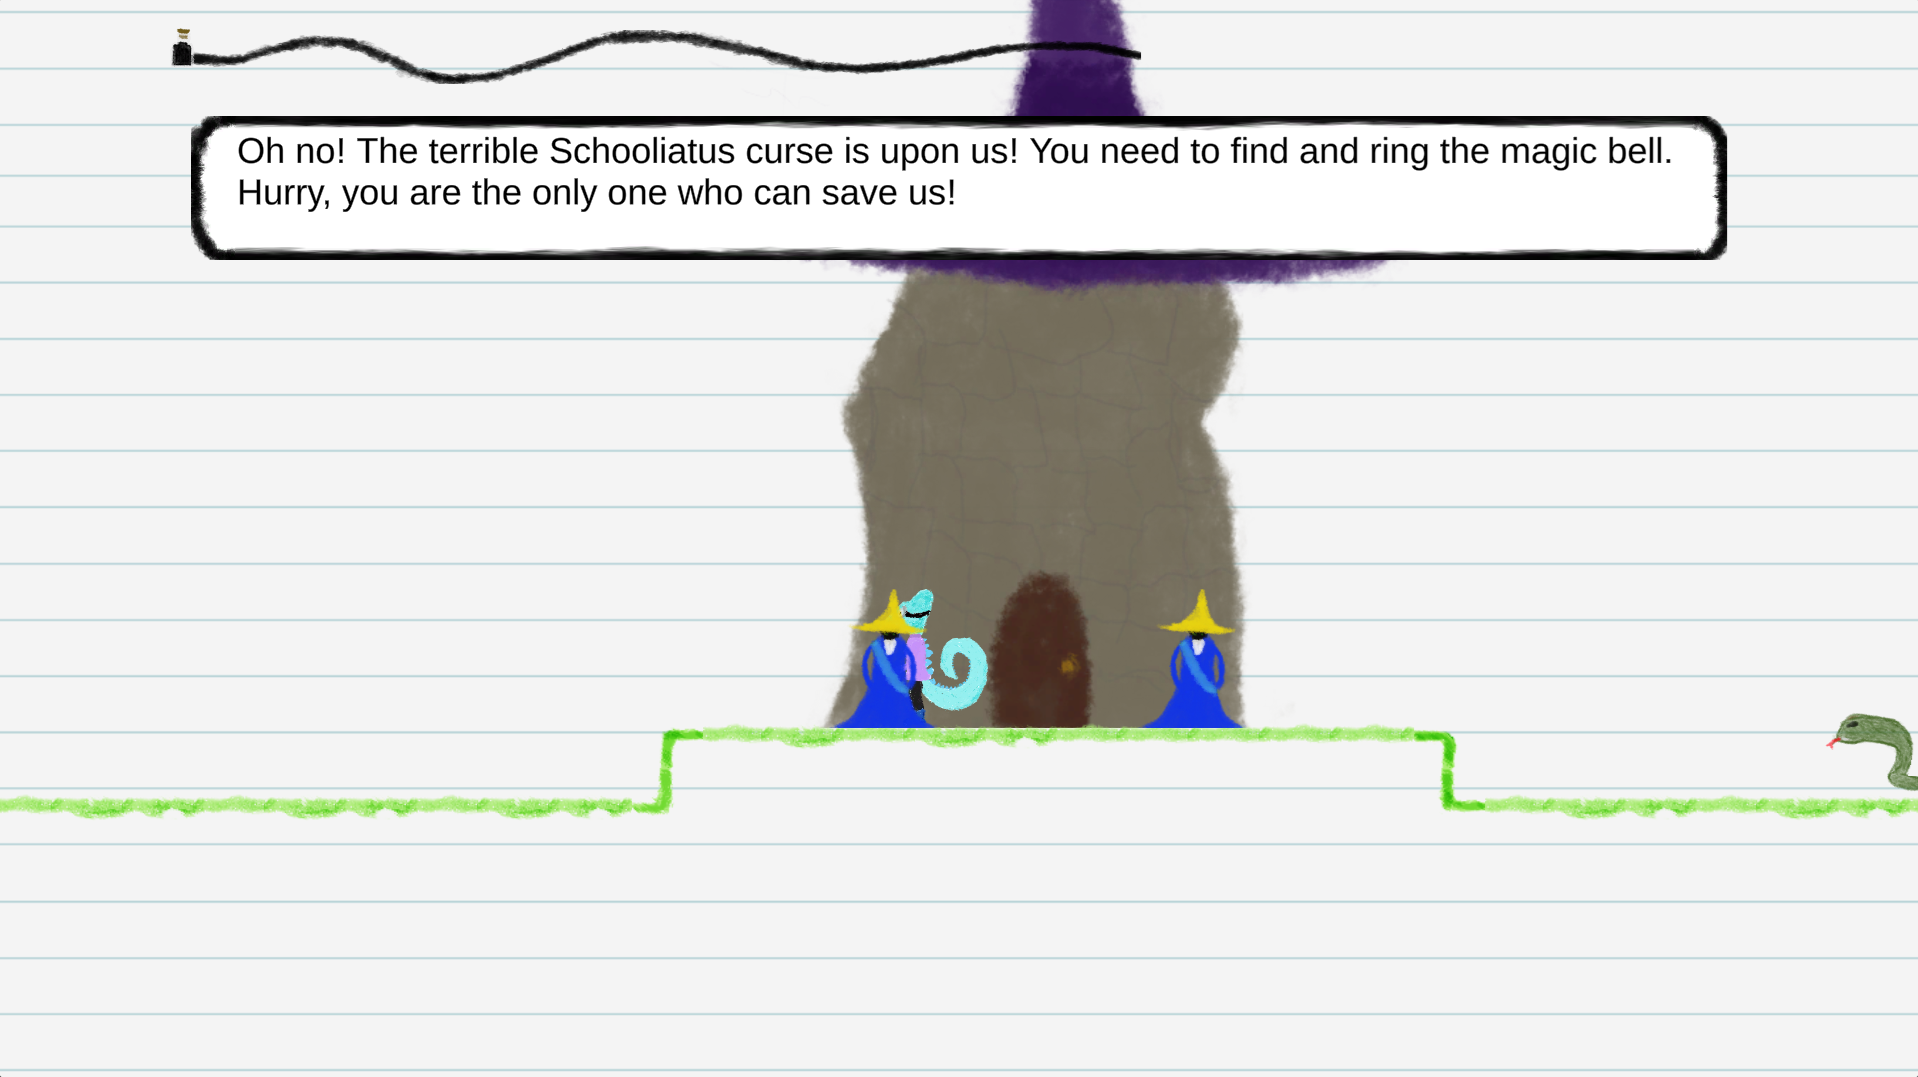 Oh no! The terrible Schooliatus curse is upon us! You need to find and ring the magic bell.
Hurry, you are the only one who can save us!